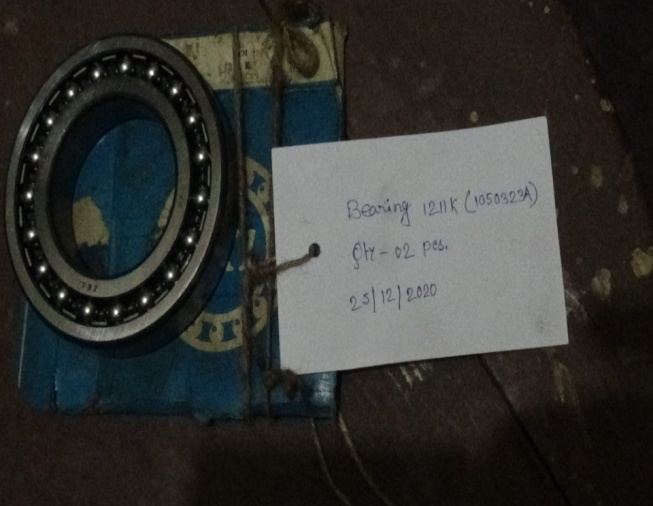 Bearing 1211K (1050323A)
Qty - 02 pcs.
25/12/2020